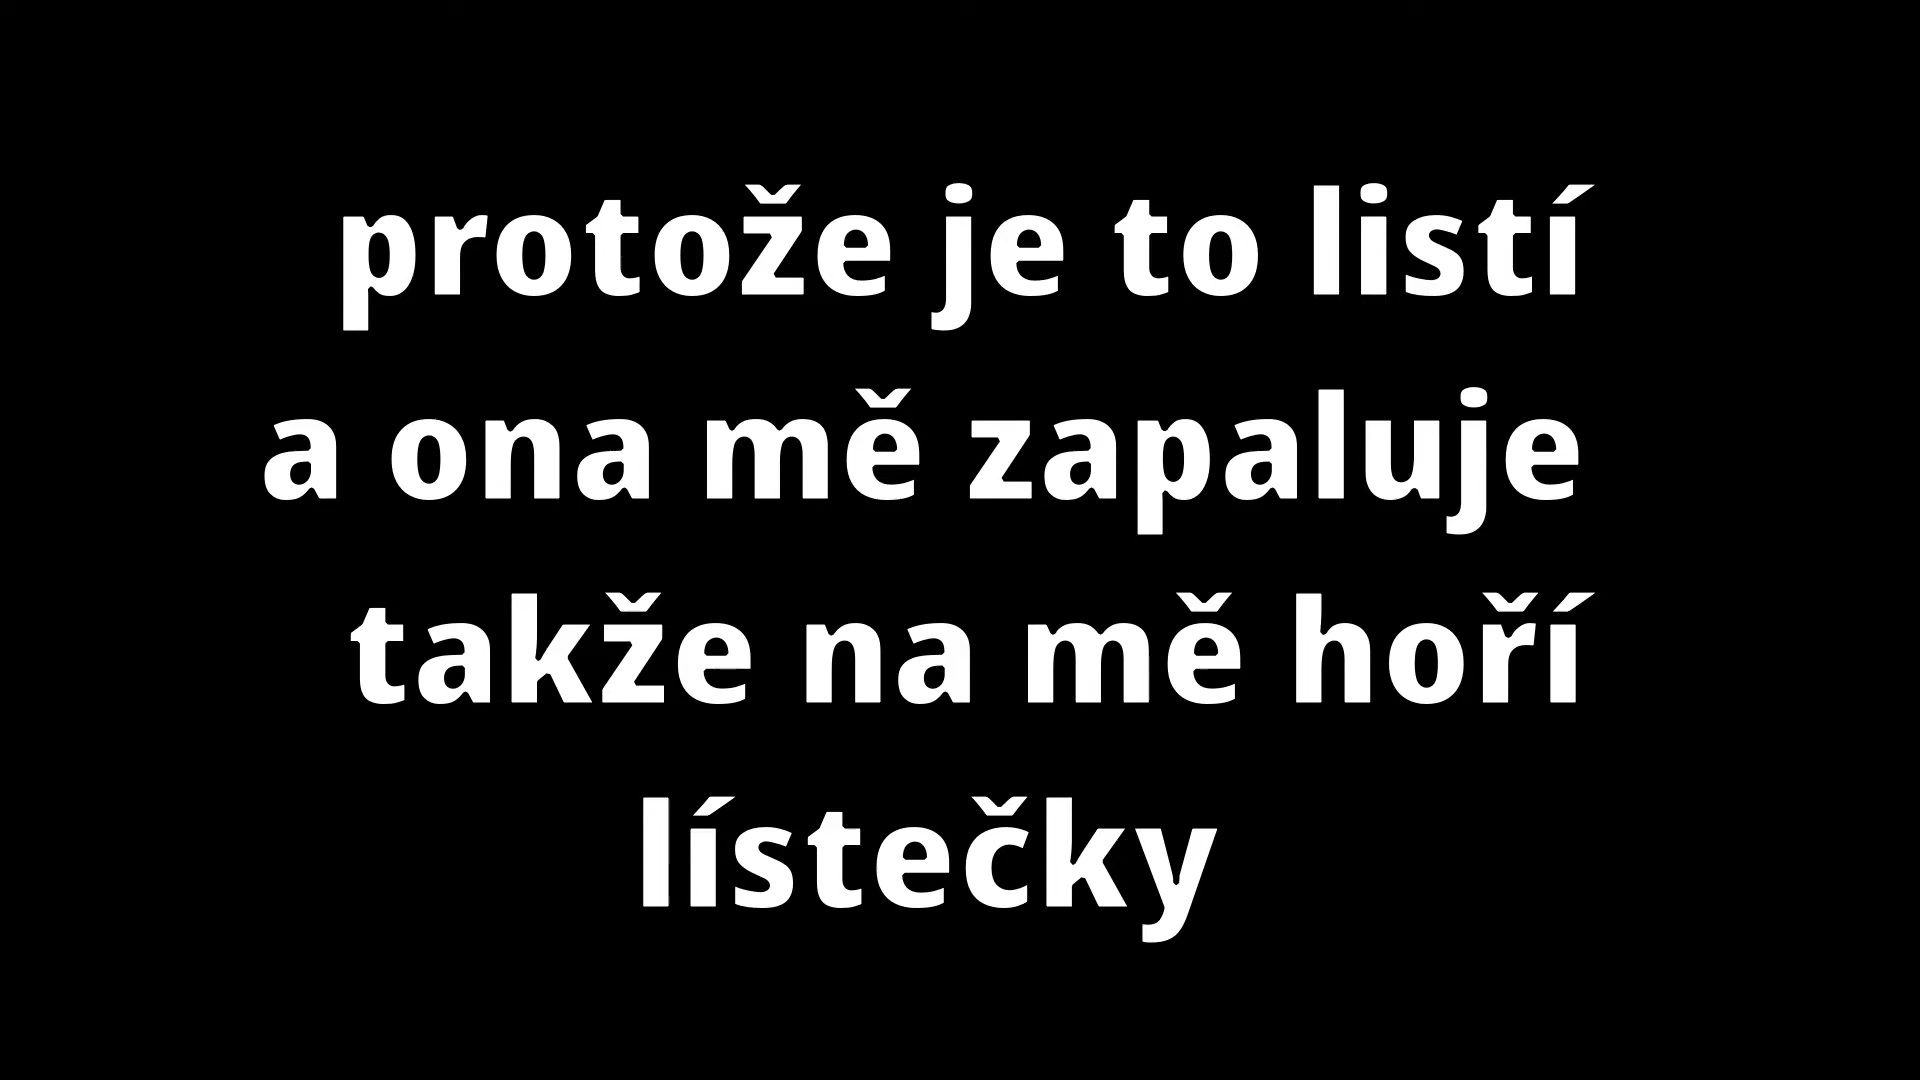 protože je to listí
a ona mě zapaluje
takže na mě hoří
lístečky